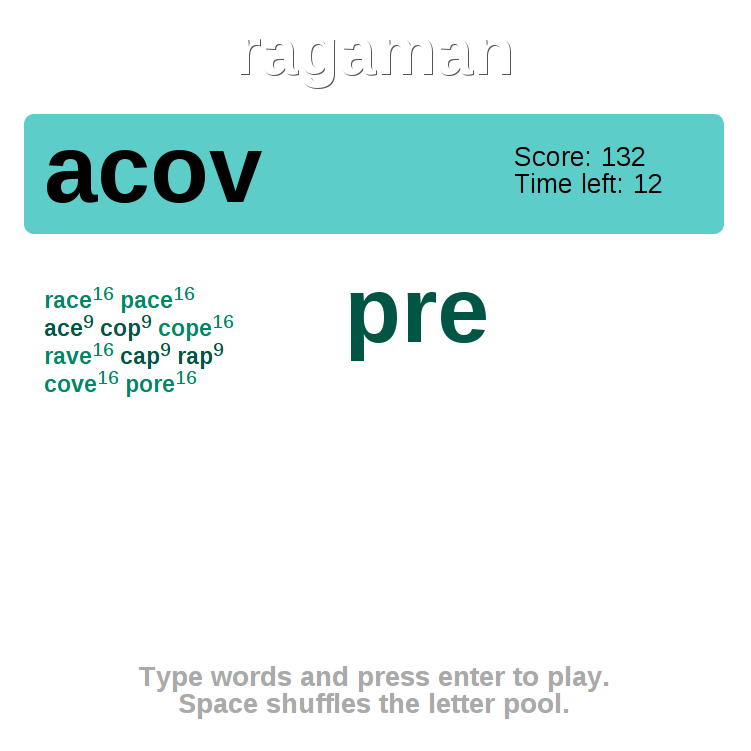 ragaman
acov
Score: 132
Time left: 12
race16 pace16
ace9 cop9 cope16
rave16 cap9 rap9
cove16 pore16
pre
Type words and press enter to play.
Space shuffles the letter pool.